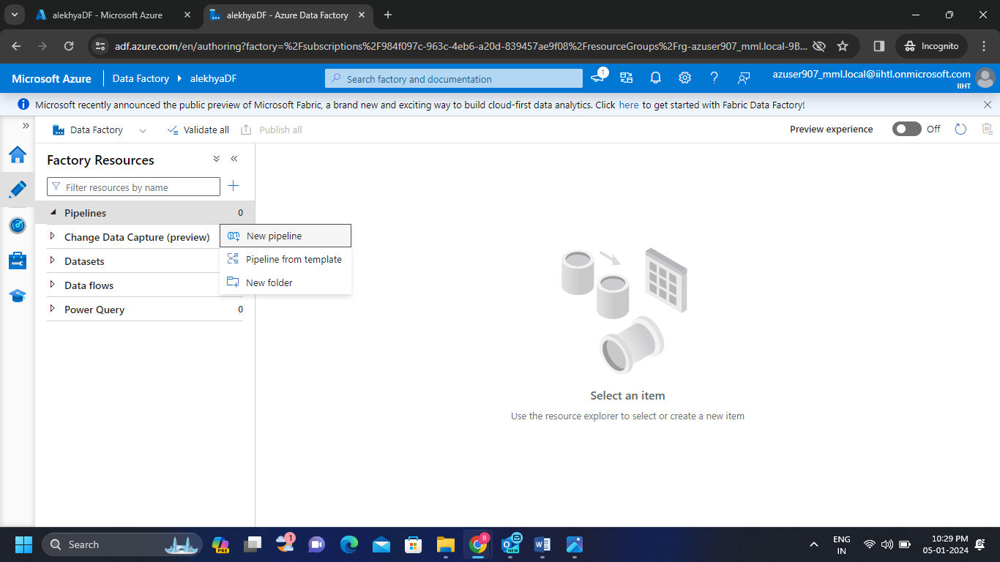 alekhyaDF - Microsoft Azure
alekhyaDF - Azure Data Factory
adf.azure.com/en/authoring?factory=%2Fsubscriptions%2F984f097c-963c-4eb6-a20d-839457ae9f08%2FresourceGroups%2Frg-azuser907_mml.local-9B...
Incognito
Microsoft Azure
Data Factory
alekhyaDF
Search factory and documentation
1
azuser907_mml.local@iihtl.onmicrosoft.com
IIHT
Microsoft recently announced the public preview of Microsoft Fabric, a brand new and exciting way to build cloud-first data analytics. Click here to get started with Fabric Data Factory!
Data Factory
Validate all
Publish all
Preview experience
Off
Factory Resources
Filter resources by name
Pipelines 0
New pipeline
Change Data Capture (preview)
Pipeline from template
Datasets
New folder
Data flows
Power Query 0
Select an item
Use the resource explorer to select or create a new item
Search
PRE
1
B
NEW
ENG
IN
10:29 PM
05-01-2024